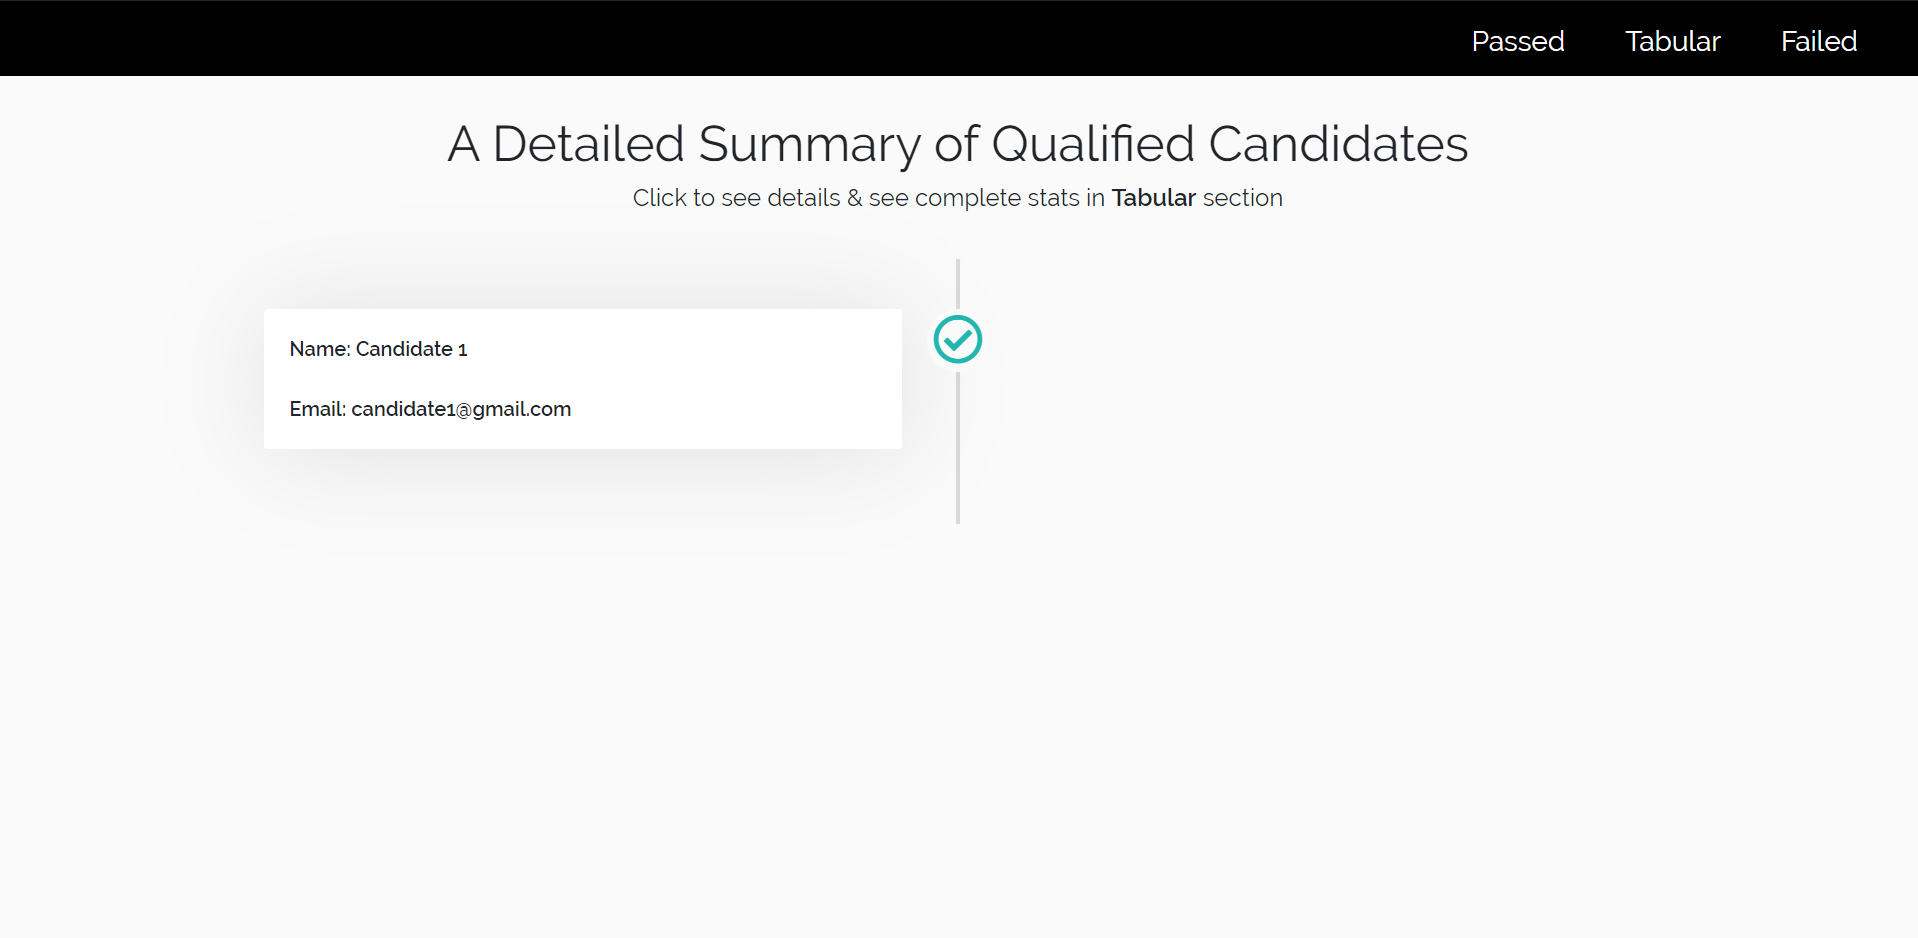 Passed Tabular Failed
A Detailed Summary of Qualified Candidates
Click to see details & see complete stats in Tabular section
Name: Candidate 1
Email: candidate1@gmail.com